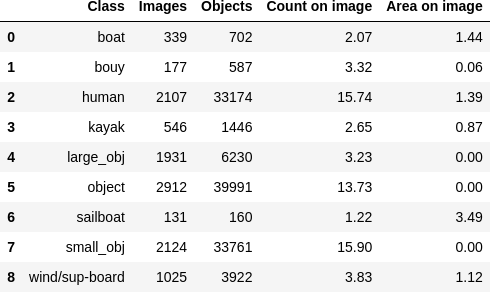 Class Images Objects Count on image Area on image
0 boat 339 702 2.07 1.44
1 bouy 177 587 3.32 0.06
2 human 2107 33174 15.74 1.39
3 kayak 546 1446 2.65 0.87
4 large_obj 1931 6230 3.23 0.00
5 object 2912 39991 13.73 0.00
6 sailboat 131 160 1.22 3.49
7 small_obj 2124 33761 15.90 0.00
8 wind/sup-board 1025 3922 3.83 1.12